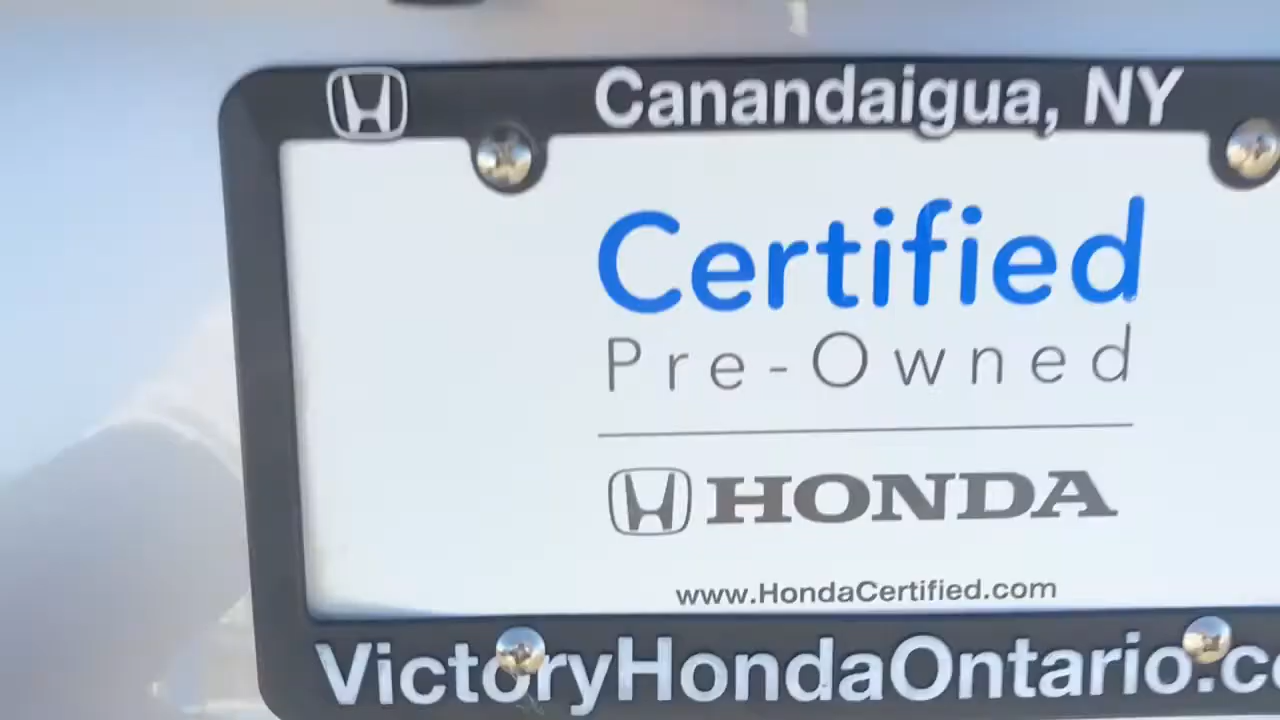 Canandaigua, NY
Certified
Pre-Owned
HONDA
www.HondaCertified.com
VictoryHondaOntario.co